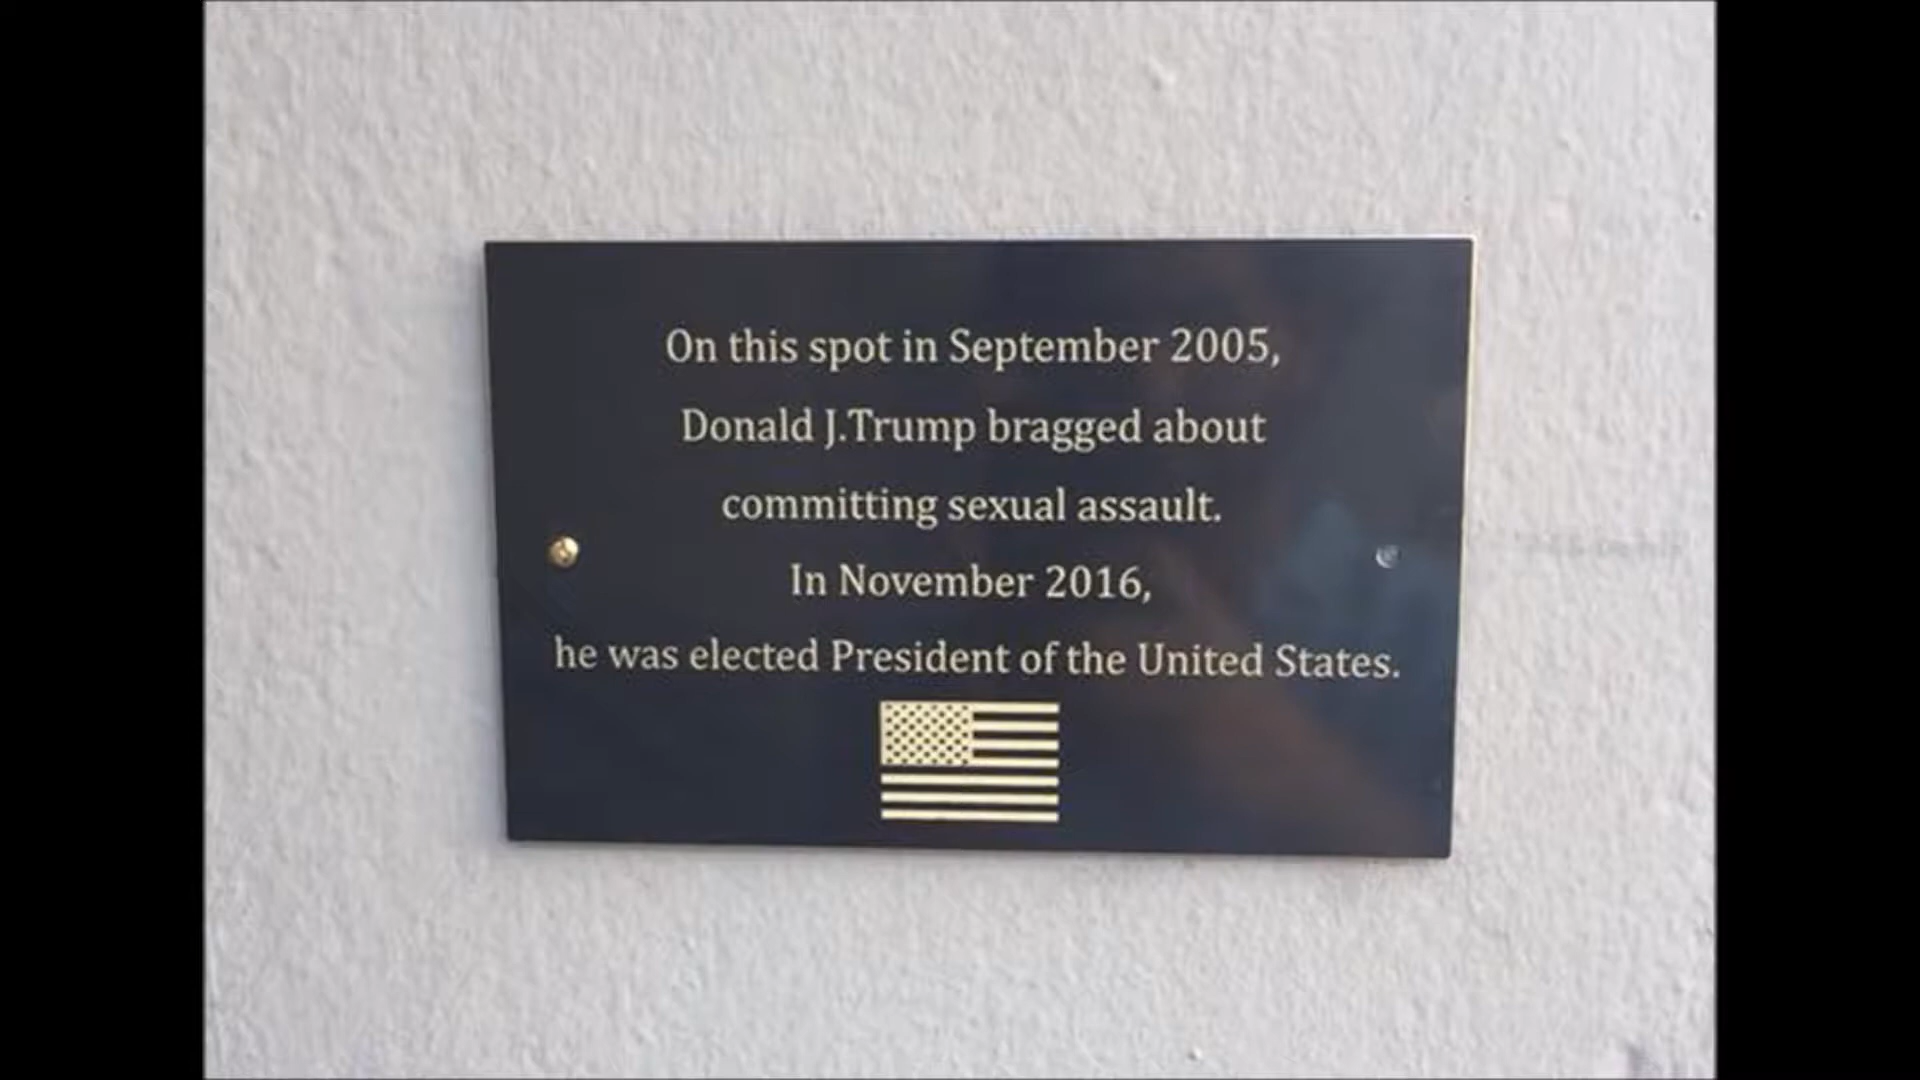 On this spot in September 2005,
Donald J.Trump bragged about
committing sexual assault.
In November 2016,
he was elected President of the United States.